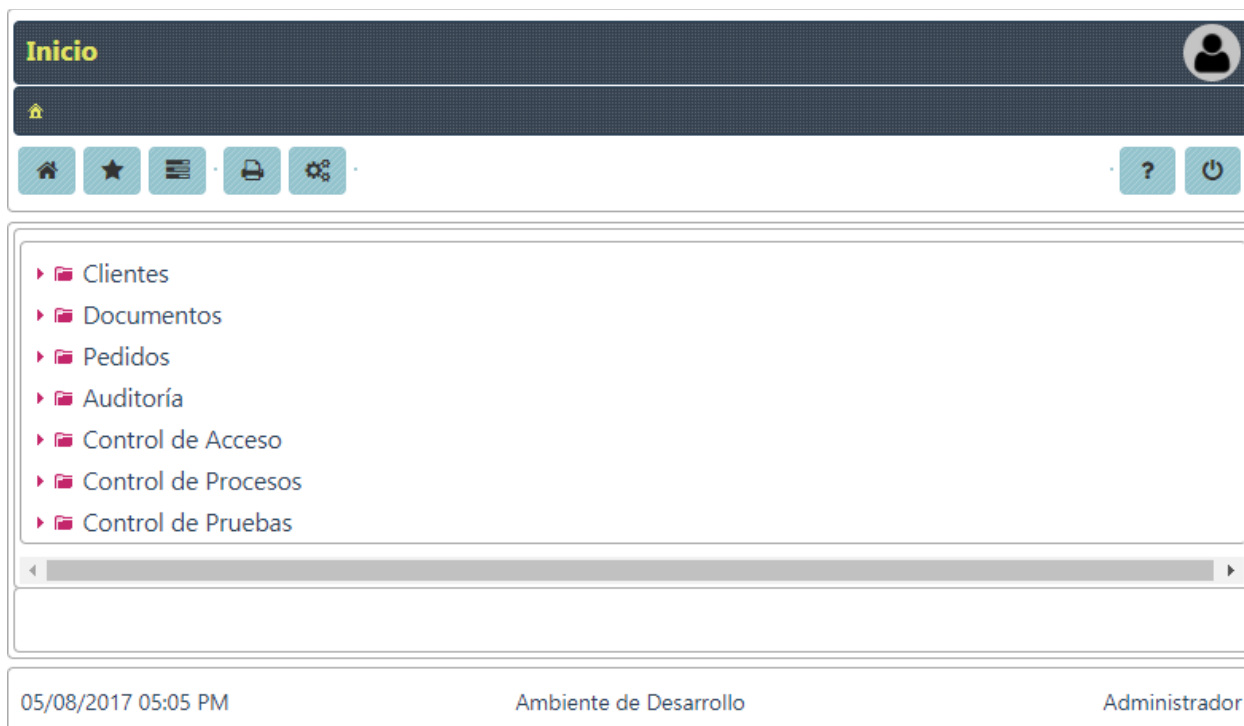 Inicio
?
Clientes
Documentos
Pedidos
Auditoría
Control de Acceso
Control de Procesos
Control de Pruebas
05/08/2017 05:05 PM Ambiente de Desarrollo Administrador